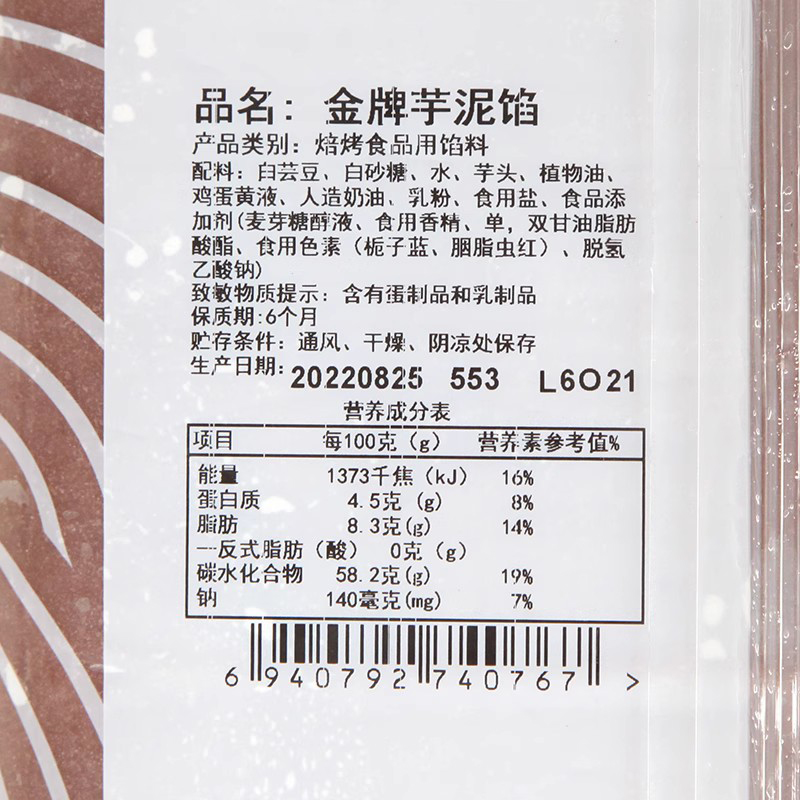 品名：金牌芋泥馅
产品类别：焙烤食品用馅料
配料：白芸豆、白砂糖、水、芋头、植物油、
鸡蛋黄液、人造奶油、乳粉、食用盐、食品添
加剂(麦芽糖醇液、食用香精、单，双甘油脂肪
酸酯、食用色素（栀子蓝、胭脂虫红）、脱氢
乙酸钠)
致敏物质提示：含有蛋制品和乳制品
保质期:6个月
贮存条件：通风、干燥、阴凉处保存
生产日期：20220825 553 L6O21
营养成分表
项目 每100克（g） 营养素参考值%
能量 1373千焦（kJ） 16%
蛋白质 4.5克（g） 8%
脂肪 8.3克(g) 14%
—反式脂肪（酸） 0克（g）
碳水化合物 58.2克(g) 19%
钠 140毫克(mg) 7%
6 940792 740767 >